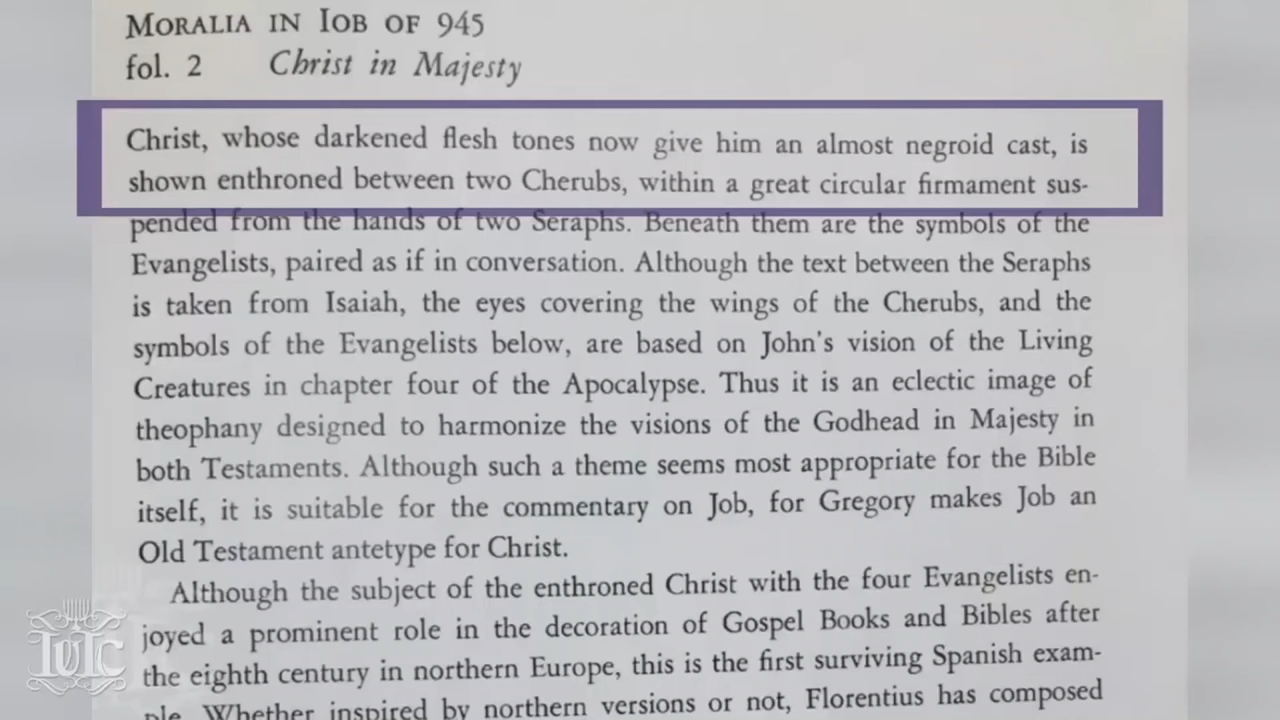 MORALIA IN IOB OF 945
fol. 2 Christ in Majesty
Christ, whose darkened flesh tones now give him an almost negroid cast, is
shown enthroned between two Cherubs, within a great circular firmament sus-
pended from the hands of two Seraphs. Beneath them are the symbols of the
Evangelists, paired as if in conversation. Although the text between the Seraphs
is taken from Isaiah, the eyes covering the wings of the Cherubs, and the
symbols of the Evangelists below, are based on John's vision of the Living
Creatures in chapter four of the Apocalypse. Thus it is an eclectic image of
theophany designed to harmonize the visions of the Godhead in Majesty in
both Testaments. Although such a theme seems most appropriate for the Bible
itself, it is suitable for the commentary on Job, for Gregory makes Job an
Old Testament antetype for Christ.
Although the subject of the enthroned Christ with the four Evangelists en-
joyed a prominent role in the decoration of Gospel Books and Bibles after
the eighth century in northern Europe, this is the first surviving Spanish exam-
ple. Whether inspired by northern versions or not, Florentius has composed
IUIC